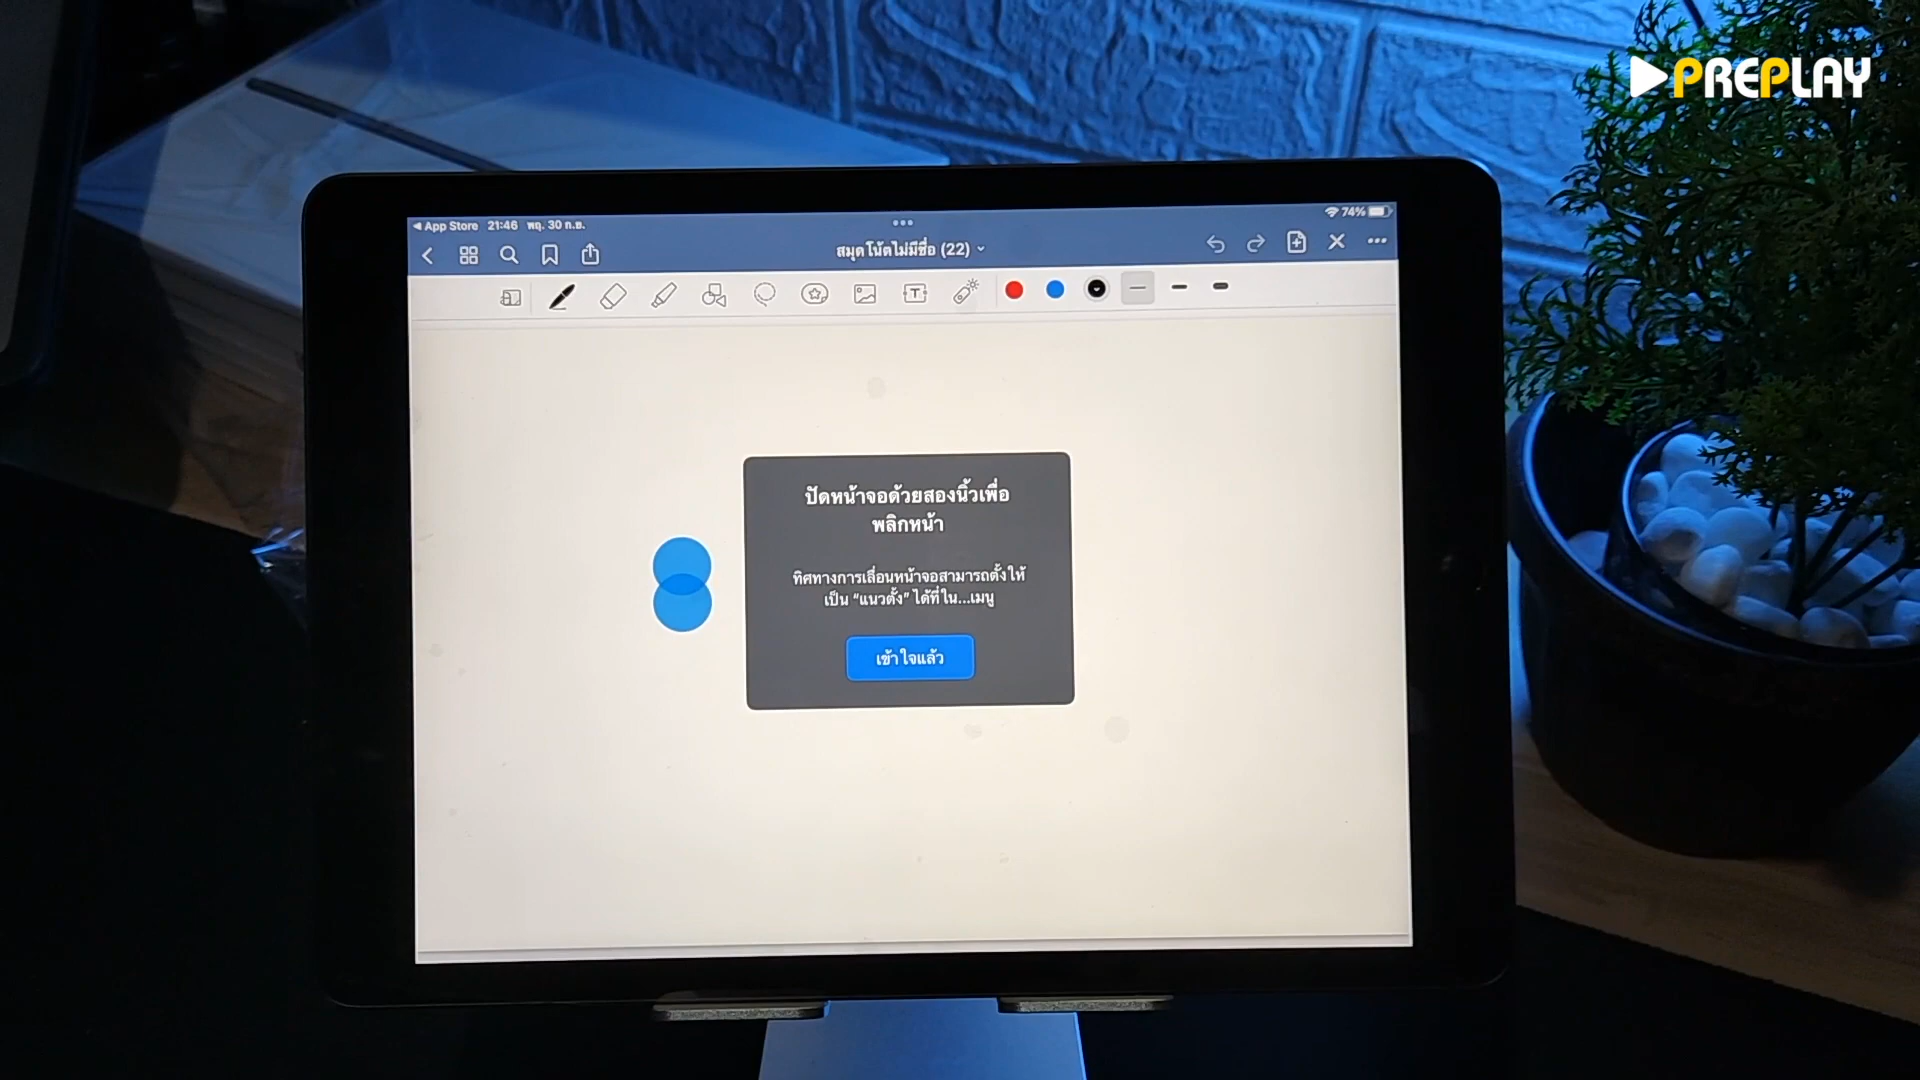 PREPLAY
App Store 21:46 พฤ. 30 ก.ย.
74%
สมุดโน้ตไม่มีชื่อ (22)
T
ปัดหน้าจอด้วยสองนิ้วเพื่อ
พลิกหน้า
ทิศทางการเลื่อนหน้าจอสามารถตั้งให้
เป็น “แนวตั้ง” ได้ที่ใน...เมนู
เข้าใจแล้ว